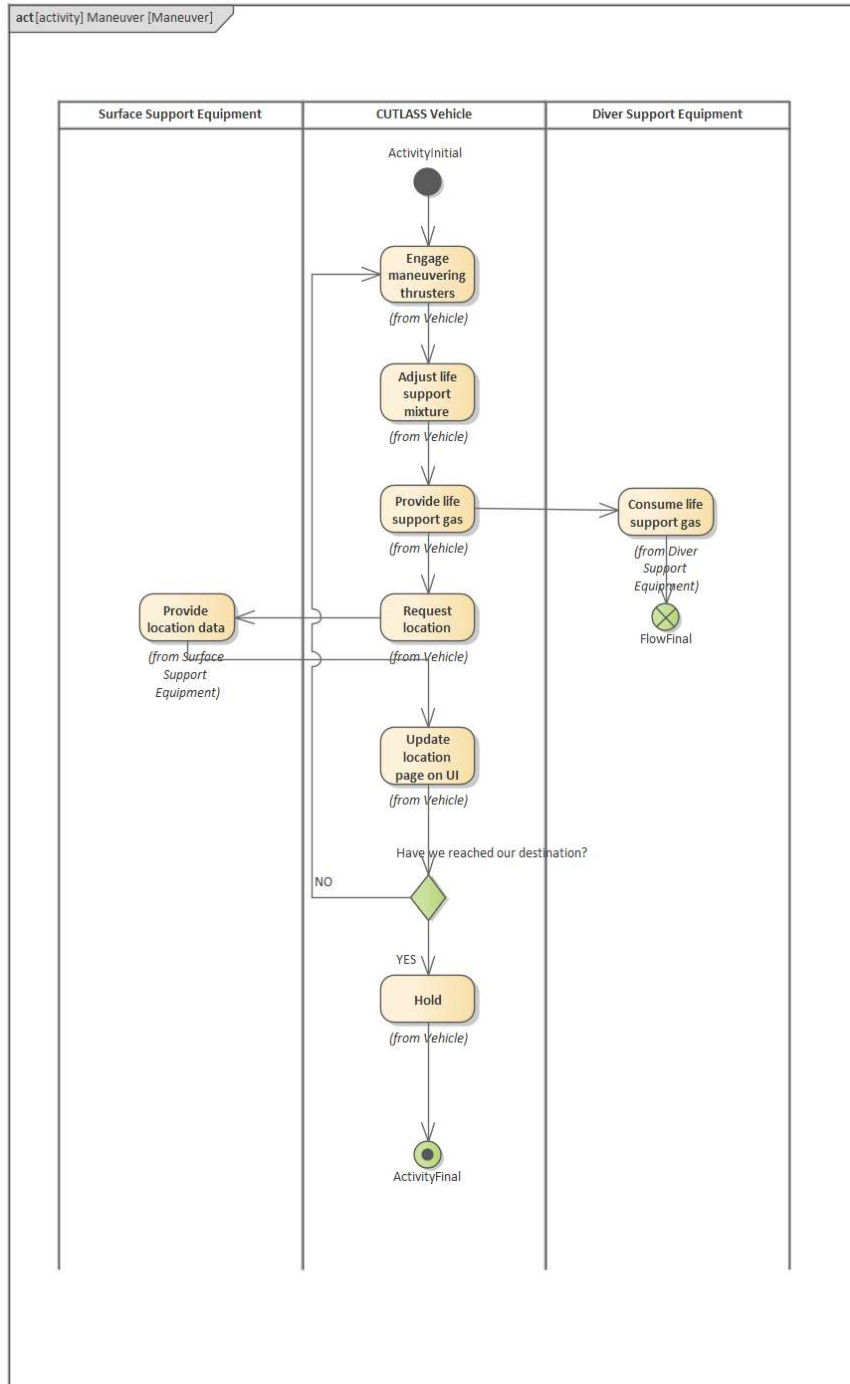 act [activity] Maneuver [Maneuver]
Surface Support Equipment
CUTLASS Vehicle
Diver Support Equipment
ActivityInitial
Engage
maneuvering
thrusters
(from Vehicle)
Adjust life
support
mixture
(from Vehicle)
Provide life
support gas
(from Vehicle)
Consume life
support gas
(from Diver
Support
Equipment)
FlowFinal
Request
location
(from Vehicle)
Provide
location data
(from Surface
Support
Equipment)
Update
location
page on UI
(from Vehicle)
Have we reached our destination?
NO
YES
Hold
(from Vehicle)
ActivityFinal